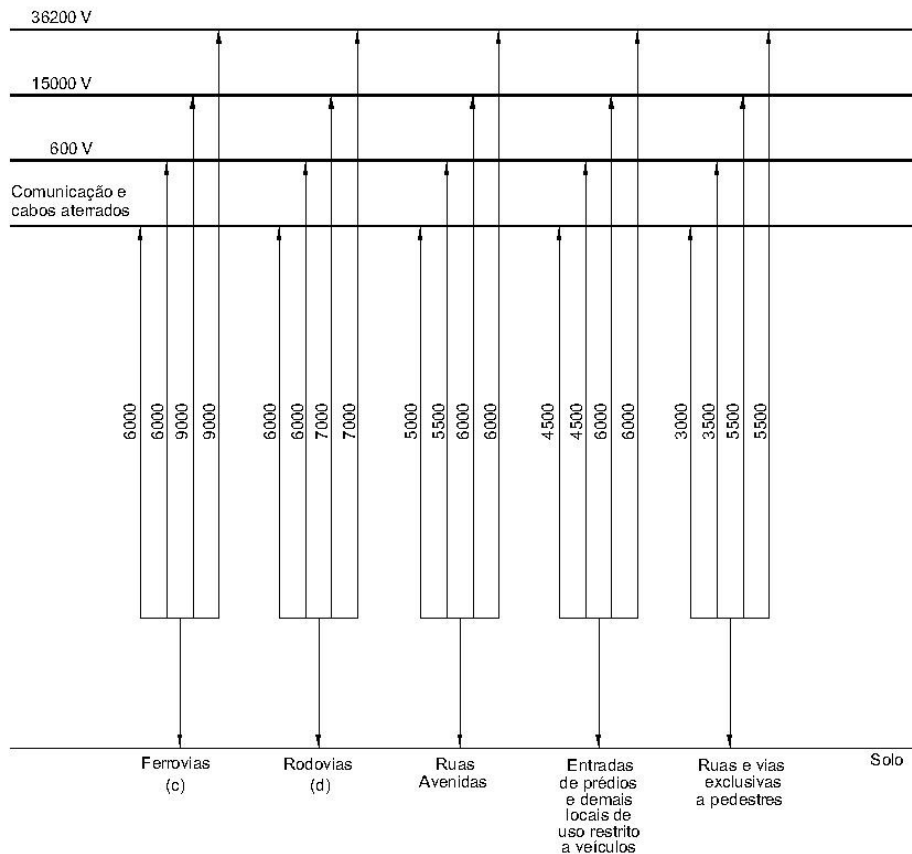 36200 V
15000 V
600 V
Comunicação e
cabos aterrados
6000
6000
9000
9000
6000
6000
7000
7000
5000
5500
6000
6000
4500
4500
6000
6000
3000
3500
5500
5500
Ferrovias
(c)
Rodovias
(d)
Ruas
Avenidas
Entradas
de prédios
e demais
locais de
uso restrito
a veículos
Ruas e vias
exclusivas
a pedestres
Solo